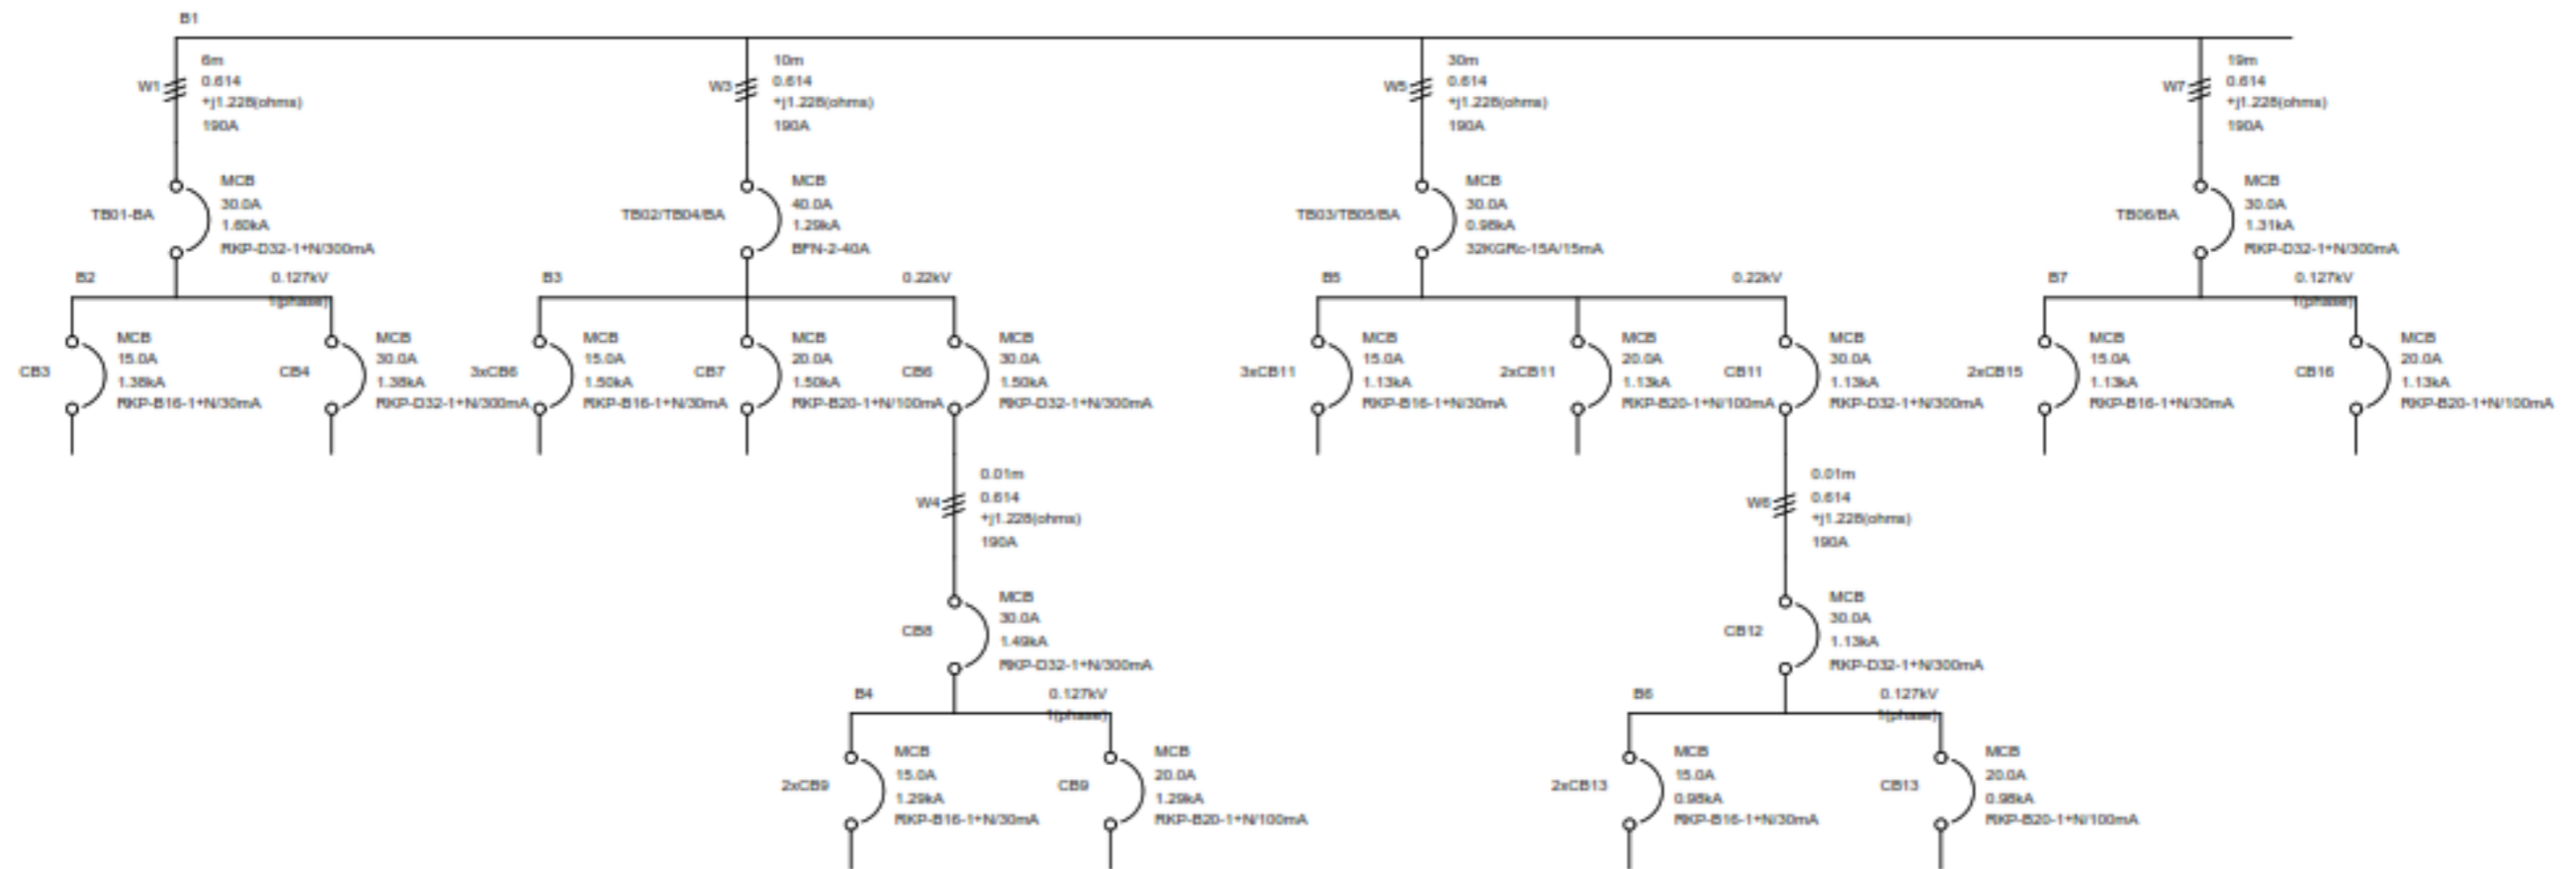 B1
W1
6m
0.614
+j1.228(ohms)
190A
W3
10m
0.614
+j1.228(ohms)
190A
W5
30m
0.614
+j1.228(ohms)
190A
W7
19m
0.614
+j1.228(ohms)
190A
TB01-BA
MCB
30.0A
1.60kA
RKP-D32-1+N/300mA
TB02/TB04/BA
MCB
40.0A
1.29kA
BFN-2-40A
TB03/TB05/BA
MCB
30.0A
0.98kA
32KGRc-15A/15mA
TB06/BA
MCB
30.0A
1.31kA
RKP-D32-1+N/300mA
B2
0.127kV
1(phase)
B3
0.22kV
B5
0.22kV
B7
0.127kV
1(phase)
CB3
MCB
15.0A
1.38kA
RKP-B16-1+N/30mA
CB4
MCB
30.0A
1.38kA
RKP-D32-1+N/300mA
3xCB6
MCB
15.0A
1.50kA
RKP-B16-1+N/30mA
CB7
MCB
20.0A
1.50kA
RKP-B20-1+N/100mA
CB6
MCB
30.0A
1.50kA
RKP-D32-1+N/300mA
3xCB11
MCB
15.0A
1.13kA
RKP-B16-1+N/30mA
2xCB11
MCB
20.0A
1.13kA
RKP-B20-1+N/100mA
CB11
MCB
30.0A
1.13kA
RKP-D32-1+N/300mA
2xCB15
MCB
15.0A
1.13kA
RKP-B16-1+N/30mA
CB16
MCB
20.0A
1.13kA
RKP-B20-1+N/100mA
W4
0.01m
0.614
+j1.228(ohms)
190A
W6
0.01m
0.614
+j1.228(ohms)
190A
CB8
MCB
30.0A
1.49kA
RKP-D32-1+N/300mA
CB12
MCB
30.0A
1.13kA
RKP-D32-1+N/300mA
B4
0.127kV
1(phase)
B6
0.127kV
1(phase)
2xCB9
MCB
15.0A
1.29kA
RKP-B16-1+N/30mA
CB9
MCB
20.0A
1.29kA
RKP-B20-1+N/100mA
2xCB13
MCB
15.0A
0.98kA
RKP-B16-1+N/30mA
CB13
MCB
20.0A
0.98kA
RKP-B20-1+N/100mA